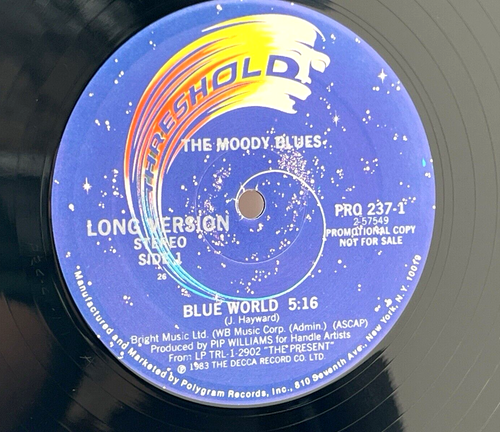 THRESHOLD
THE MOODY BLUES
LONG VERSION
STEREO
SIDE 1
26
PRO 237-1
2-57549
PROMOTIONAL COPY
NOT FOR SALE
BLUE WORLD 5:16
(J. Hayward)
Bright Music Ltd. (WB Music Corp. (Admin.) (ASCAP)
Produced by PIP WILLIAMS for Handle Artists
From LP TRL-1-2902 "THE PRESENT"
℗ 1983 THE DECCA RECORD CO. LTD.
Manufactured and Marketed by Polygram Records, Inc., 810 Seventh Ave., New York, N.Y. 10019